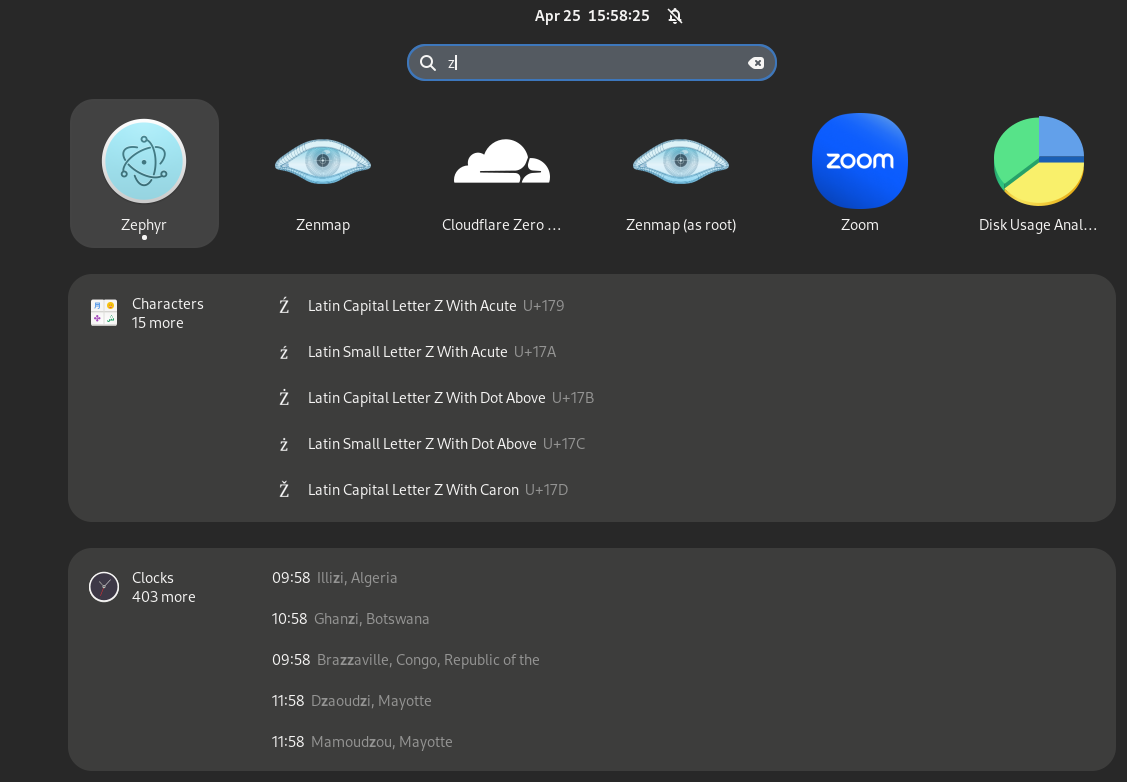 Apr 25 15:58:25
z
zoom
Zephyr
Zenmap
Cloudflare Zero …
Zenmap (as root)
Zoom
Disk Usage Anal…
Characters
15 more
Ź Latin Capital Letter Z With Acute U+179
ź Latin Small Letter Z With Acute U+17A
Ż Latin Capital Letter Z With Dot Above U+17B
ż Latin Small Letter Z With Dot Above U+17C
Ž Latin Capital Letter Z With Caron U+17D
Clocks
403 more
09:58 Illizi, Algeria
10:58 Ghanzi, Botswana
09:58 Brazzaville, Congo, Republic of the
11:58 Dzaoudzi, Mayotte
11:58 Mamoudzou, Mayotte